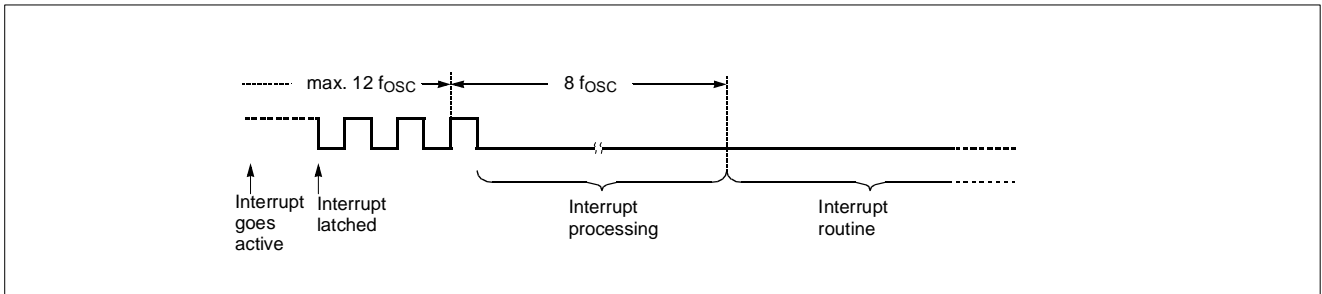 max. 12 fOSC
8 fOSC
Interrupt
goes
active
Interrupt
latched
Interrupt
processing
Interrupt
routine